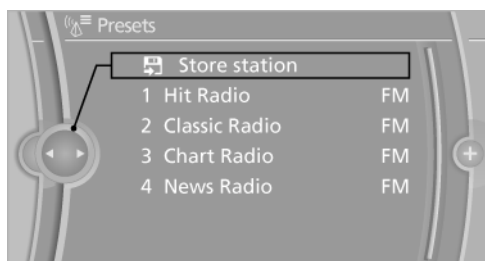 Presets
Store station
1 Hit Radio FM
2 Classic Radio FM
3 Chart Radio FM
4 News Radio FM